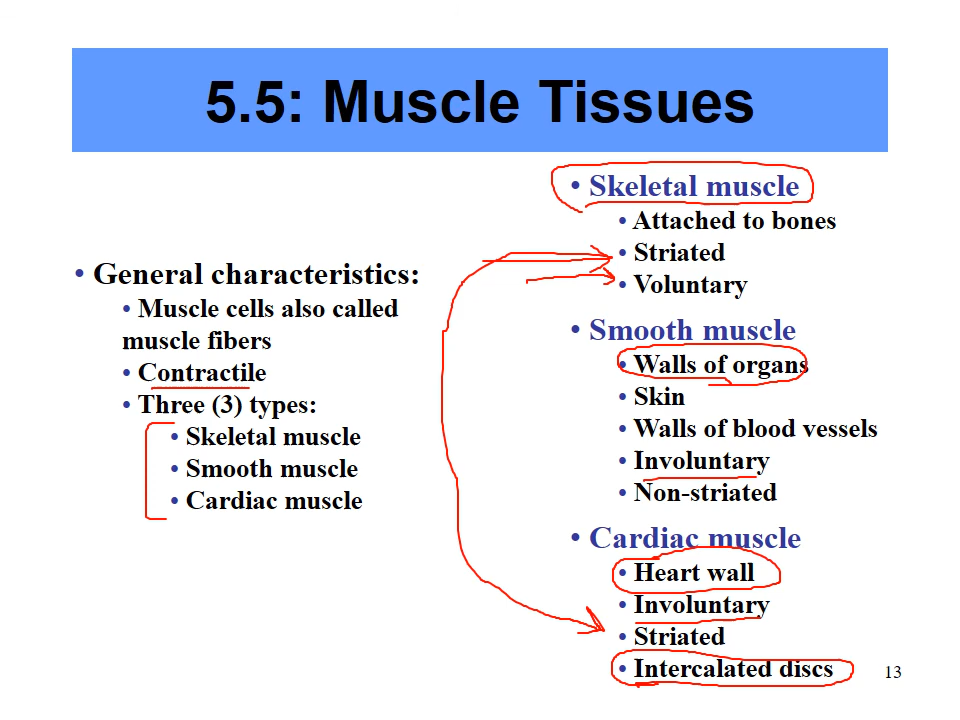 5.5: Muscle Tissues
• General characteristics:
• Muscle cells also called
muscle fibers
• Contractile
• Three (3) types:
• Skeletal muscle
• Smooth muscle
• Cardiac muscle
• Skeletal muscle
• Attached to bones
• Striated
• Voluntary
• Smooth muscle
• Walls of organs
• Skin
• Walls of blood vessels
• Involuntary
• Non-striated
• Cardiac muscle
• Heart wall
• Involuntary
• Striated
• Intercalated discs
13